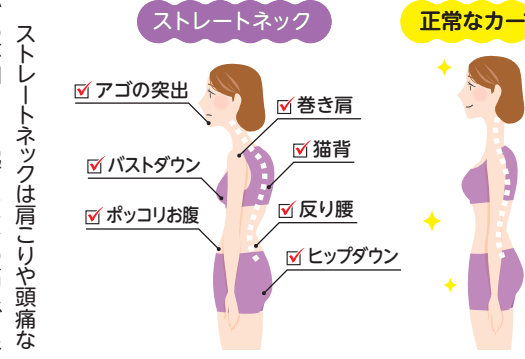 ストレートネック
正常なカー
アゴの突出
巻き肩
猫背
バストダウン
ポッコリお腹
反り腰
ヒップダウン
ストレートネックは肩こりや頭痛な